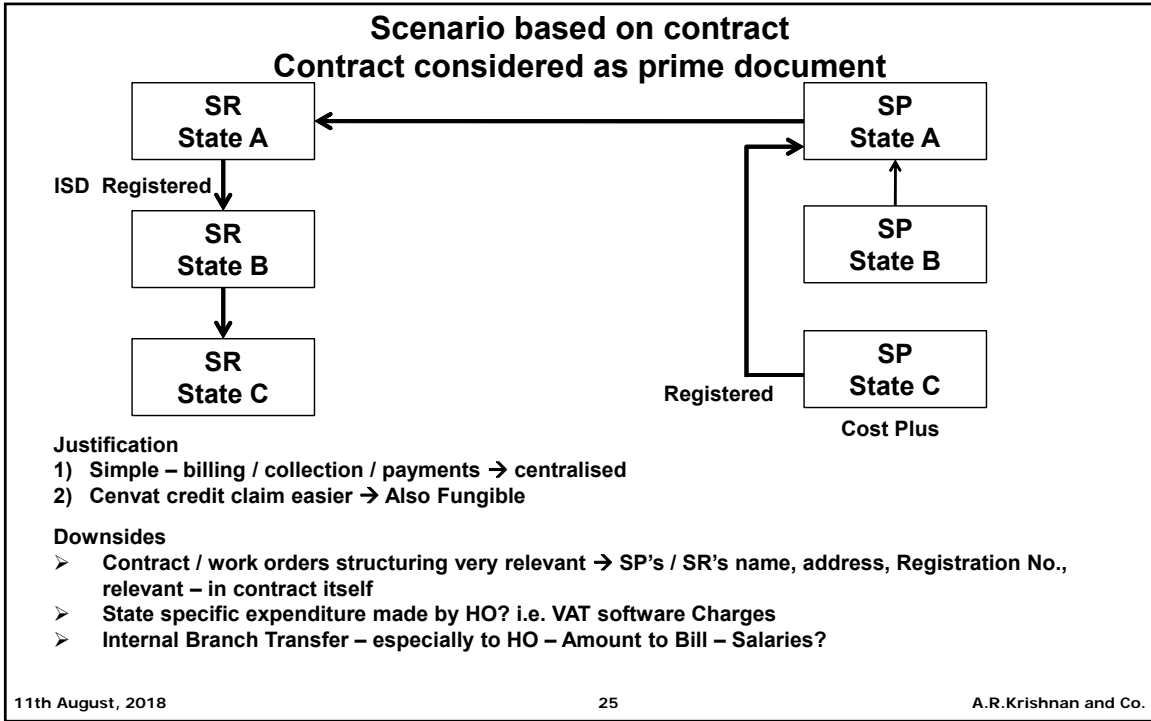 Scenario based on contract
Contract considered as prime document
SR
State A
SP
State A
ISD Registered
SR
State B
SP
State B
SR
State C
SP
State C
Registered
Cost Plus
Justification
1) Simple – billing / collection / payments → centralised
2) Cenvat credit claim easier → Also Fungible
Downsides
➢ Contract / work orders structuring very relevant → SP's / SR's name, address, Registration No.,
relevant – in contract itself
➢ State specific expenditure made by HO? i.e. VAT software Charges
➢ Internal Branch Transfer – especially to HO – Amount to Bill – Salaries?
11th August, 2018 25 A.R.Krishnan and Co.